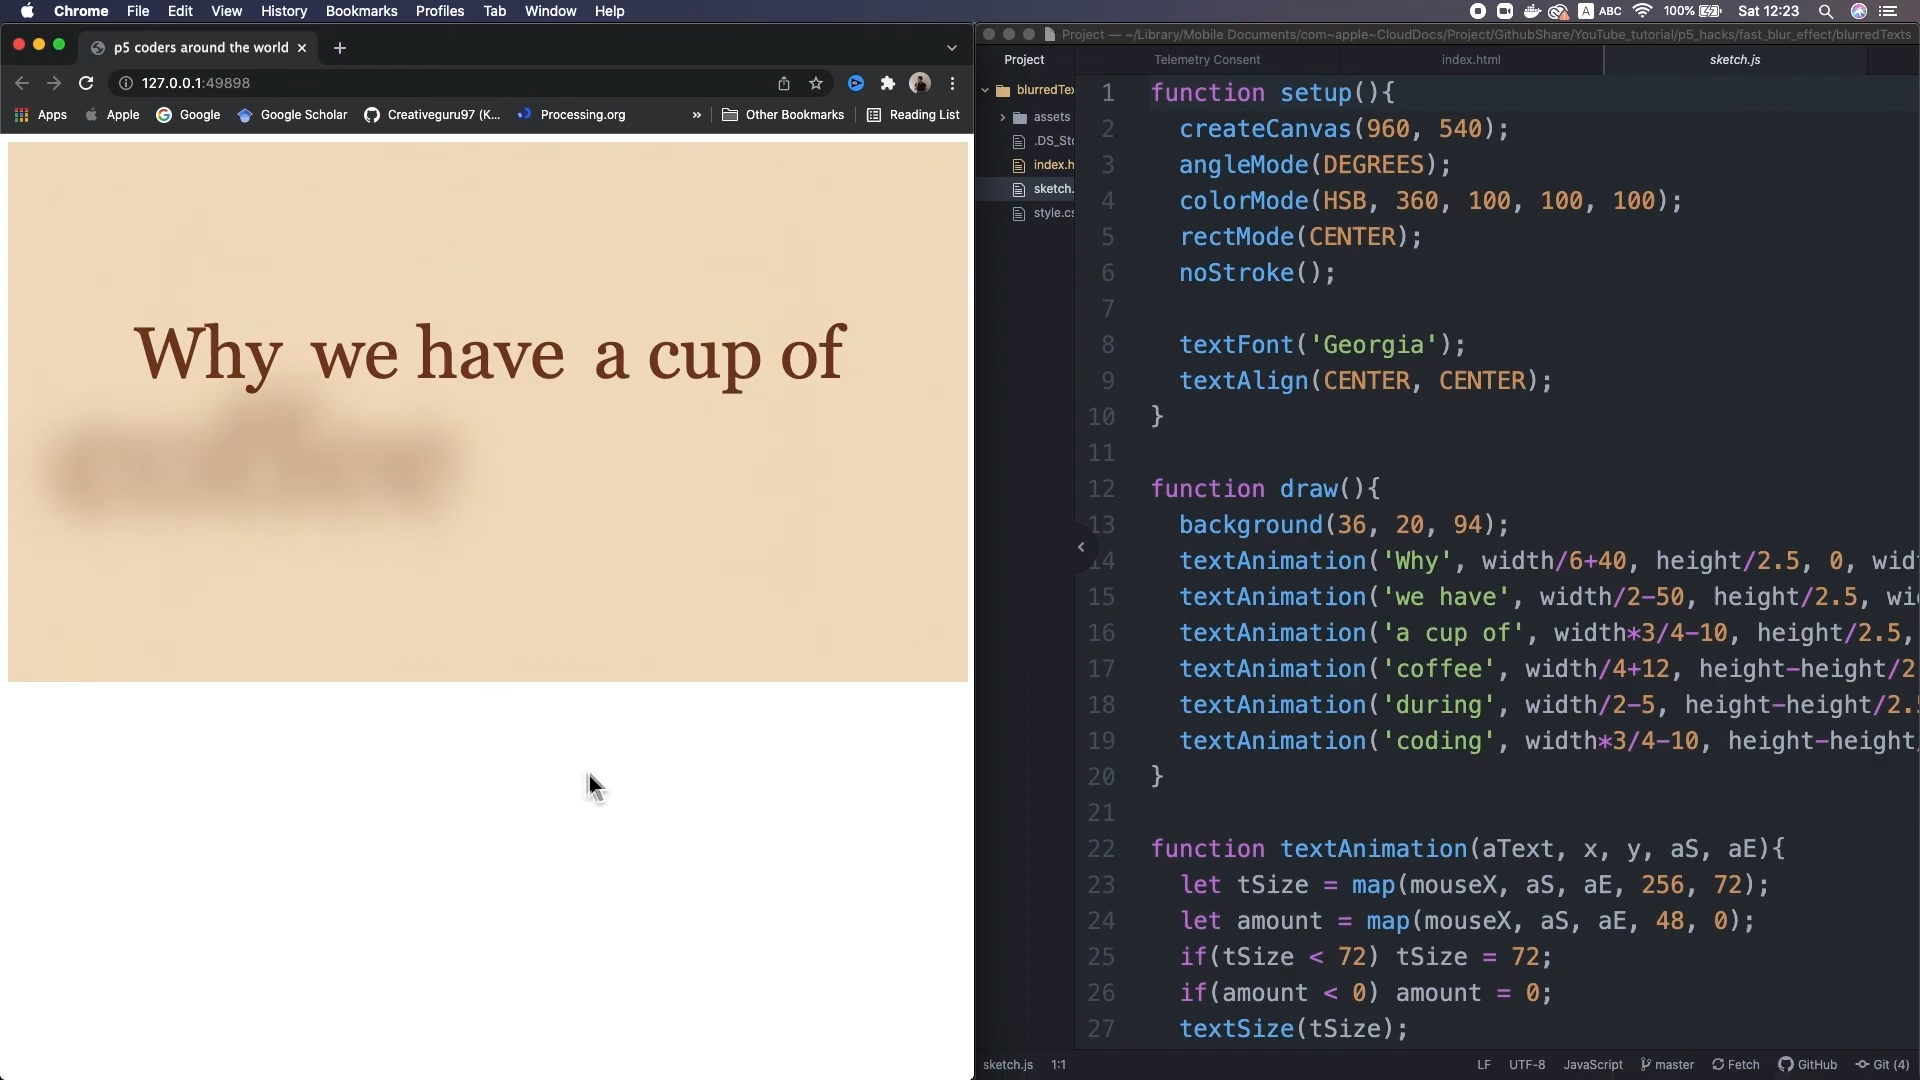 Chrome File Edit View History Bookmarks Profiles Tab Window Help
A ABC 100% Sat 12:23
p5 coders around the world
127.0.0.1:49898
Apps Apple Google Google Scholar Creativeguru97 (K... Processing.org » Other Bookmarks Reading List
Why we have a cup of
Project — ~/Library/Mobile Documents/com~apple~CloudDocs/Project/GithubShare/YouTube_tutorial/p5_hacks/fast_blur_effect/blurredTexts
Project
blurredTex
assets
.DS_Sto
index.h
sketch.
style.cs
Telemetry Consent index.html sketch.js
1 function setup(){
2 createCanvas(960, 540);
3 angleMode(DEGREES);
4 colorMode(HSB, 360, 100, 100, 100);
5 rectMode(CENTER);
6 noStroke();
7
8 textFont('Georgia');
9 textAlign(CENTER, CENTER);
10 }
11
12 function draw(){
13 background(36, 20, 94);
14 textAnimation('Why', width/6+40, height/2.5, 0, wid
15 textAnimation('we have', width/2-50, height/2.5, wi
16 textAnimation('a cup of', width*3/4-10, height/2.5,
17 textAnimation('coffee', width/4+12, height-height/2
18 textAnimation('during', width/2-5, height-height/2.5
19 textAnimation('coding', width*3/4-10, height-height/
20 }
21
22 function textAnimation(aText, x, y, aS, aE){
23 let tSize = map(mouseX, aS, aE, 256, 72);
24 let amount = map(mouseX, aS, aE, 48, 0);
25 if(tSize < 72) tSize = 72;
26 if(amount < 0) amount = 0;
27 textSize(tSize);
sketch.js 1:1 LF UTF-8 JavaScript master Fetch GitHub Git (4)